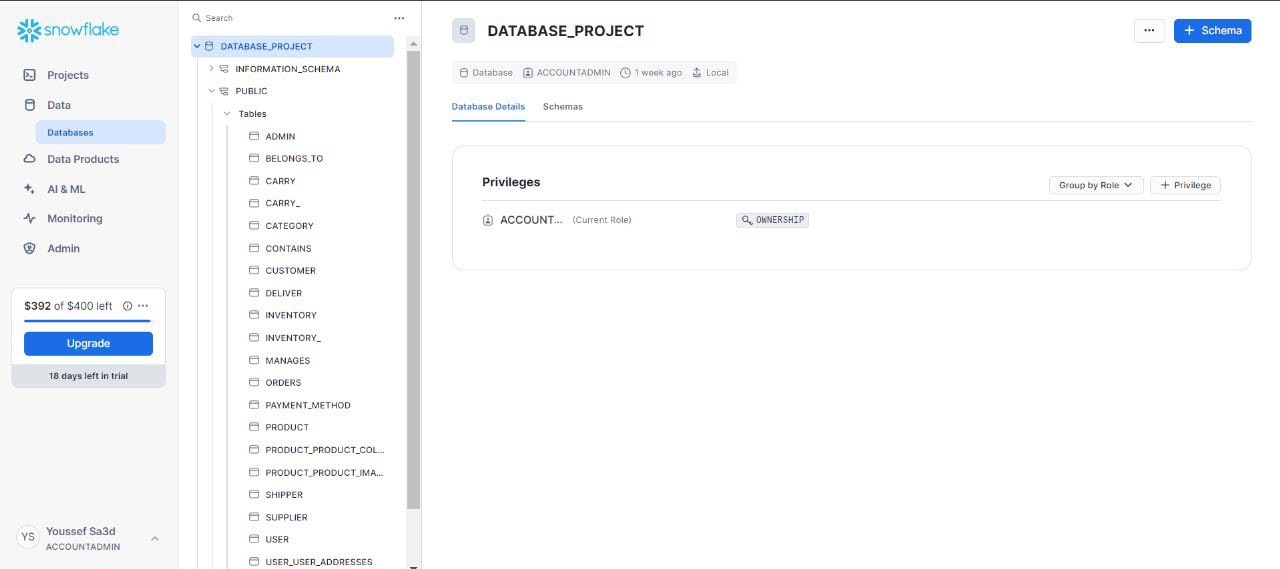 snowflake
Projects
Data
Databases
Data Products
AI & ML
Monitoring
Admin
$392 of $400 left
Upgrade
18 days left in trial
YS
Youssef Sa3d
ACCOUNTADMIN
Search
DATABASE_PROJECT
INFORMATION_SCHEMA
PUBLIC
Tables
ADMIN
BELONGS_TO
CARRY
CARRY_
CATEGORY
CONTAINS
CUSTOMER
DELIVER
INVENTORY
INVENTORY_
MANAGES
ORDERS
PAYMENT_METHOD
PRODUCT
PRODUCT_PRODUCT_COL...
PRODUCT_PRODUCT_IMA...
SHIPPER
SUPPLIER
USER
USER_USER_ADDRESSES
DATABASE_PROJECT
... + Schema
Database ACCOUNTADMIN 1 week ago Local
Database Details Schemas
Privileges
Group by Role + Privilege
ACCOUNT... (Current Role) OWNERSHIP